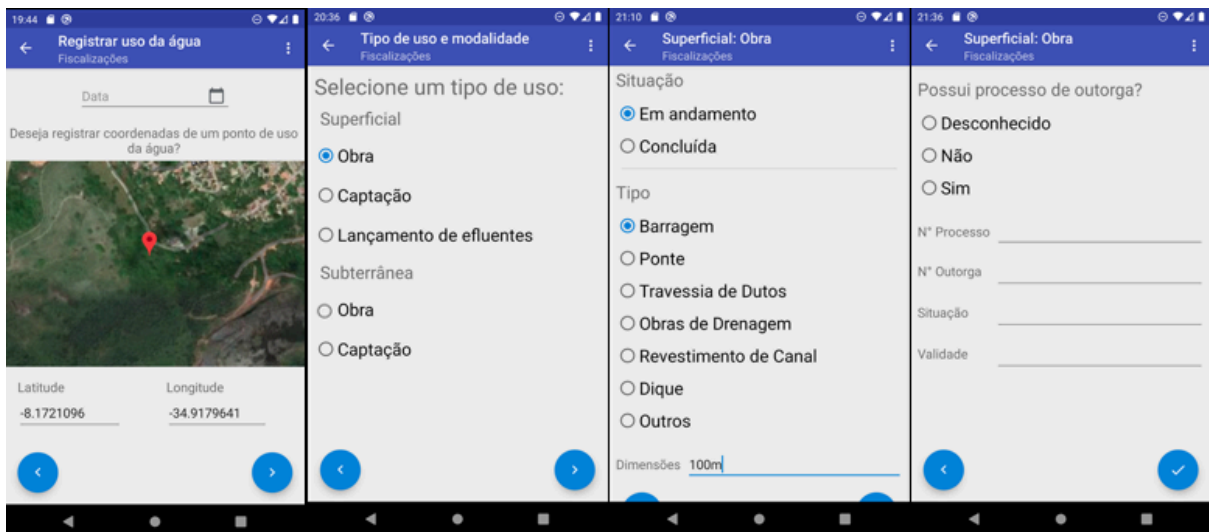 19:44
Registrar uso da água
Fiscalizações
Data
Deseja registrar coordenadas de um ponto de uso
da água?
Latitude
Longitude
-8.1721096
-34.9179641
20:36
Tipo de uso e modalidade
Fiscalizações
Selecione um tipo de uso:
Superficial
Obra
Captação
Lançamento de efluentes
Subterrânea
Obra
Captação
21:10
Superficial: Obra
Fiscalizações
Situação
Em andamento
Concluída
Tipo
Barragem
Ponte
Travessia de Dutos
Obras de Drenagem
Revestimento de Canal
Dique
Outros
Dimensões 100m
21:36
Superficial: Obra
Fiscalizações
Possui processo de outorga?
Desconhecido
Não
Sim
N° Processo
N° Outorga
Situação
Validade